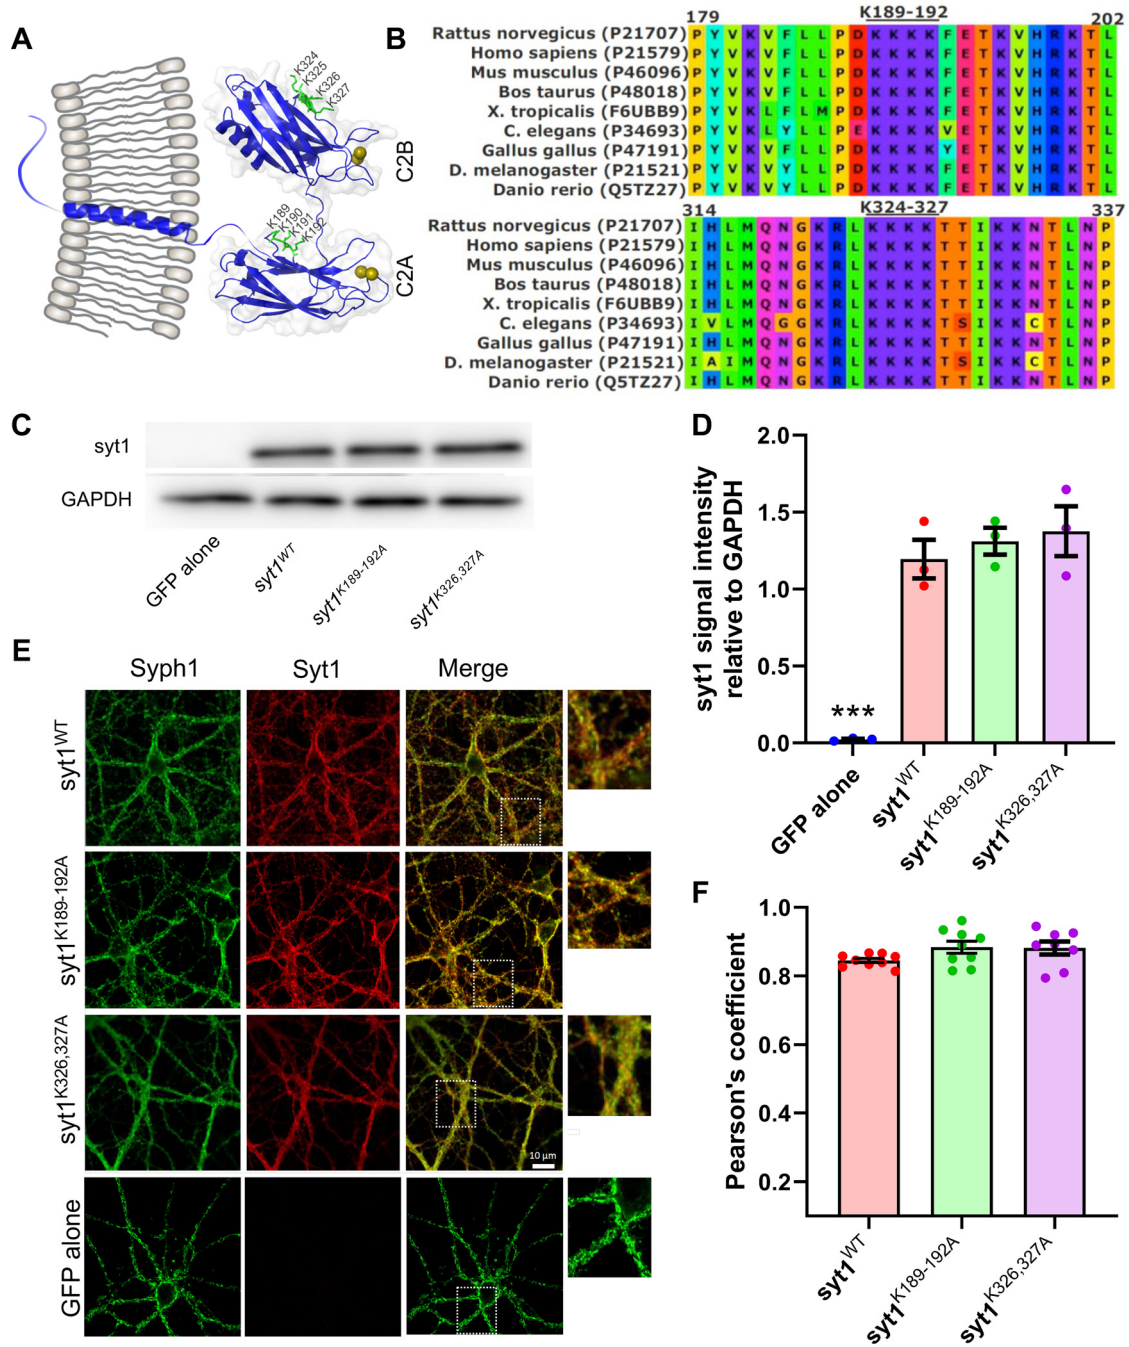 A
K324
K325
K326
K327
C2B
K189
K190
K191
K192
C2A
B
179 K189-192 202
Rattus norvegicus (P21707) P Y V K V F L L P D K K K K F E T K V H R K T L
Homo sapiens (P21579) P Y V K V F L L P D K K K K F E T K V H R K T L
Mus musculus (P46096) P Y V K V F L L P D K K K K F E T K V H R K T L
Bos taurus (P48018) P Y V K V F L L P D K K K K F E T K V H R K T L
X. tropicalis (F6UBB9) P Y V K L F L M P D K K K K F E T K V H R K T L
C. elegans (P34693) P Y V K L Y L L P E K K K K V E T K V H R K T L
Gallus gallus (P47191) P Y V K V F L L P D K K K K Y E T K V H R K T L
D. melanogaster (P21521) P Y V K V F L L P D K K K K F E T K V H R K T L
Danio rerio (Q5TZ27) P Y V K V Y L L P D K K K K F E T K V H R K T L
314 K324-327 337
Rattus norvegicus (P21707) I H L M Q N G K R L K K K K T T I K K N T L N P
Homo sapiens (P21579) I H L M Q N G K R L K K K K T T I K K N T L N P
Mus musculus (P46096) I H L M Q N G K R L K K K K T T I K K N T L N P
Bos taurus (P48018) I H L M Q N G K R L K K K K T T I K K N T L N P
X. tropicalis (F6UBB9) I H L M Q N G K R L K K K K T T I K K N T L N P
C. elegans (P34693) I V L M Q G G K R L K K K K T S I K K C T L N P
Gallus gallus (P47191) I H L M Q N G K R L K K K K T T I K K N T L N P
D. melanogaster (P21521) I A I M Q N G K R L K K K K T S I K K C T L N P
Danio rerio (Q5TZ27) I H L M Q N G K R L K K K K T T I K K N T L N P
C
syt1
GAPDH
GFP alone
syt1WT
syt1K189-192A
syt1K326,327A
D
syt1 signal intensity
relative to GAPDH
2.0
1.5
1.0
0.5
0.0
***
GFP alone
syt1WT
syt1K189-192A
syt1K326,327A
E
Syph1 Syt1 Merge
syt1WT
syt1K189-192A
syt1K326,327A
10 µm
GFP alone
F
Pearson's coefficient
1.0
0.8
0.6
0.4
0.2
syt1WT
syt1K189-192A
syt1K326,327A